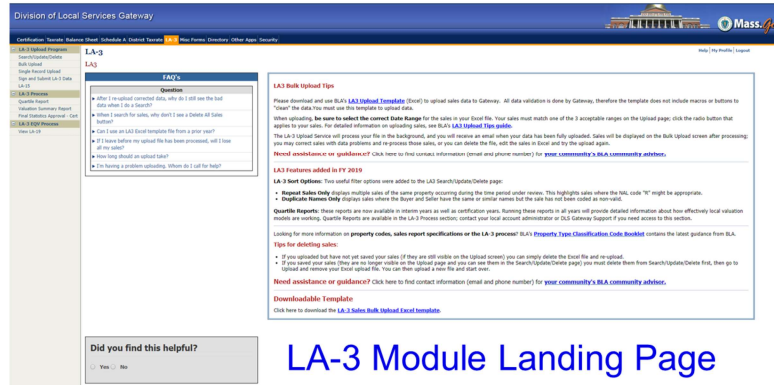 Division of Local Services Gateway
Mass.
Certification Taxrate Balance Sheet Schedule A District Taxrate LA-3 Misc Forms Directory Other Apps Security
Help | My Profile | Logout
LA-3 Upload Program
Search/Update/Delete
Bulk Upload
Single Record Upload
Sign and Submit LA-3 Data
LA-15
LA-3 Process
Quartile Report
Valuation Summary Report
Final Statistics Approval - Cert
LA-3 EQV Process
View LA-19
LA-3
LA3
FAQ's
Question
After I re-upload corrected data, why do I still see the bad
data when I do a Search?
When I search for sales, why don't I see a Delete All Sales
button?
Can I use an LA3 Excel template file from a prior year?
If I leave before my upload file has been processed, will I lose
all my sales?
How long should an upload take?
I'm having a problem uploading. Whom do I call for help?
LA3 Bulk Upload Tips
Please download and use BLA's LA3 Upload Template (Excel) to upload sales data to Gateway. All data validation is done by Gateway, therefore the template does not include macros or buttons to
"clean" the data.You must use this template to upload data.
When uploading, be sure to select the correct Date Range for the sales in your Excel file. Your sales must match one of the 3 acceptable ranges on the Upload page; click the radio button that
applies to your sales. For detailed information on uploading sales, see BLA's LA3 Upload Tips guide.
The LA-3 Upload Service will process your file in the background, and you will receive an email when your data has been fully uploaded. Sales will be displayed on the Bulk Upload screen after processing;
you may correct sales with data problems and re-process those sales, or you can delete the file, edit the sales in Excel and try the upload again.
Need assistance or guidance? Click here to find contact information (email and phone number) for your community's BLA community advisor.
LA3 Features added in FY 2019
LA-3 Sort Options: Two useful filter options were added to the LA3 Search/Update/Delete page:
• Repeat Sales Only displays multiple sales of the same property occurring during the time period under review. This highlights sales where the NAL code "R" might be appropriate.
• Duplicate Names Only displays sales where the Buyer and Seller have the same or similar names but the sale has not been coded as non-valid.
Quartile Reports: these reports are now available in interim years as well as certification years. Running these reports in all years will provide detailed information about how effectively local valuation
models are working. Quartile Reports are available in the LA-3 Process section; contact your local account administrator or DLS Gateway Support if you need access to this section.
Looking for more information on property codes, sales report specifications or the LA-3 process? BLA's Property Type Classification Code Booklet contains the latest guidance from BLA.
Tips for deleting sales:
• If you uploaded but have not yet saved your sales (if they are still visible on the Upload screen) you can simply delete the Excel file and re-upload.
• If you saved your sales (they are no longer visible on the Upload page and you can see them in the Search/Update/Delete page) you must delete them from Search/Update/Delete first, then go to
Upload and remove your Excel upload file. You can then upload a new file and start over.
Need assistance or guidance? Click here to find contact information (email and phone number) for your community's BLA community advisor.
Downloadable Template
Click here to download the LA-3 Sales Bulk Upload Excel template.
Did you find this helpful?
Yes No
LA-3 Module Landing Page